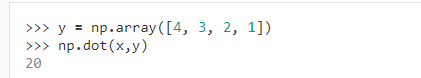 >>> y = np.array([4, 3, 2, 1])
>>> np.dot(x,y)
20